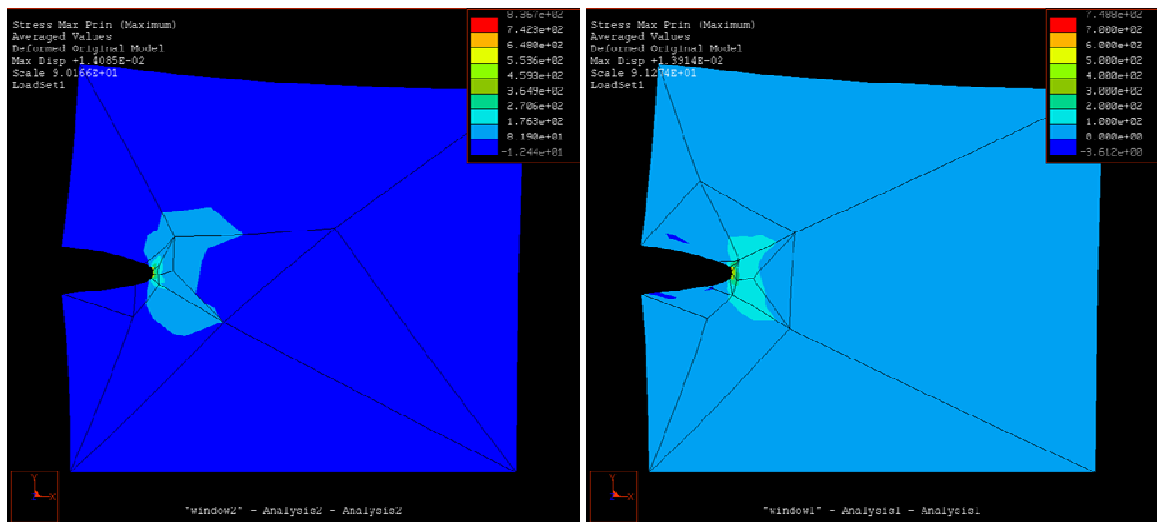 Stress Max Prin (Maximum)
Averaged Values
Deformed Original Model
Max Disp +1.4085E-02
Scale 9.0166E+01
LoadSet1
8.367e+02
7.423e+02
6.480e+02
5.536e+02
4.593e+02
3.649e+02
2.706e+02
1.763e+02
8.190e+01
-1.244e+01
Y
X
"window2" - Analysis2 - Analysis2
Stress Max Prin (Maximum)
Averaged Values
Deformed Original Model
Max Disp +1.3914E-02
Scale 9.1274E+01
LoadSet1
7.488e+02
7.000e+02
6.000e+02
5.000e+02
4.000e+02
3.000e+02
2.000e+02
1.000e+02
0.000e+00
-3.612e+00
Y
X
"window1" - Analysis1 - Analysis1